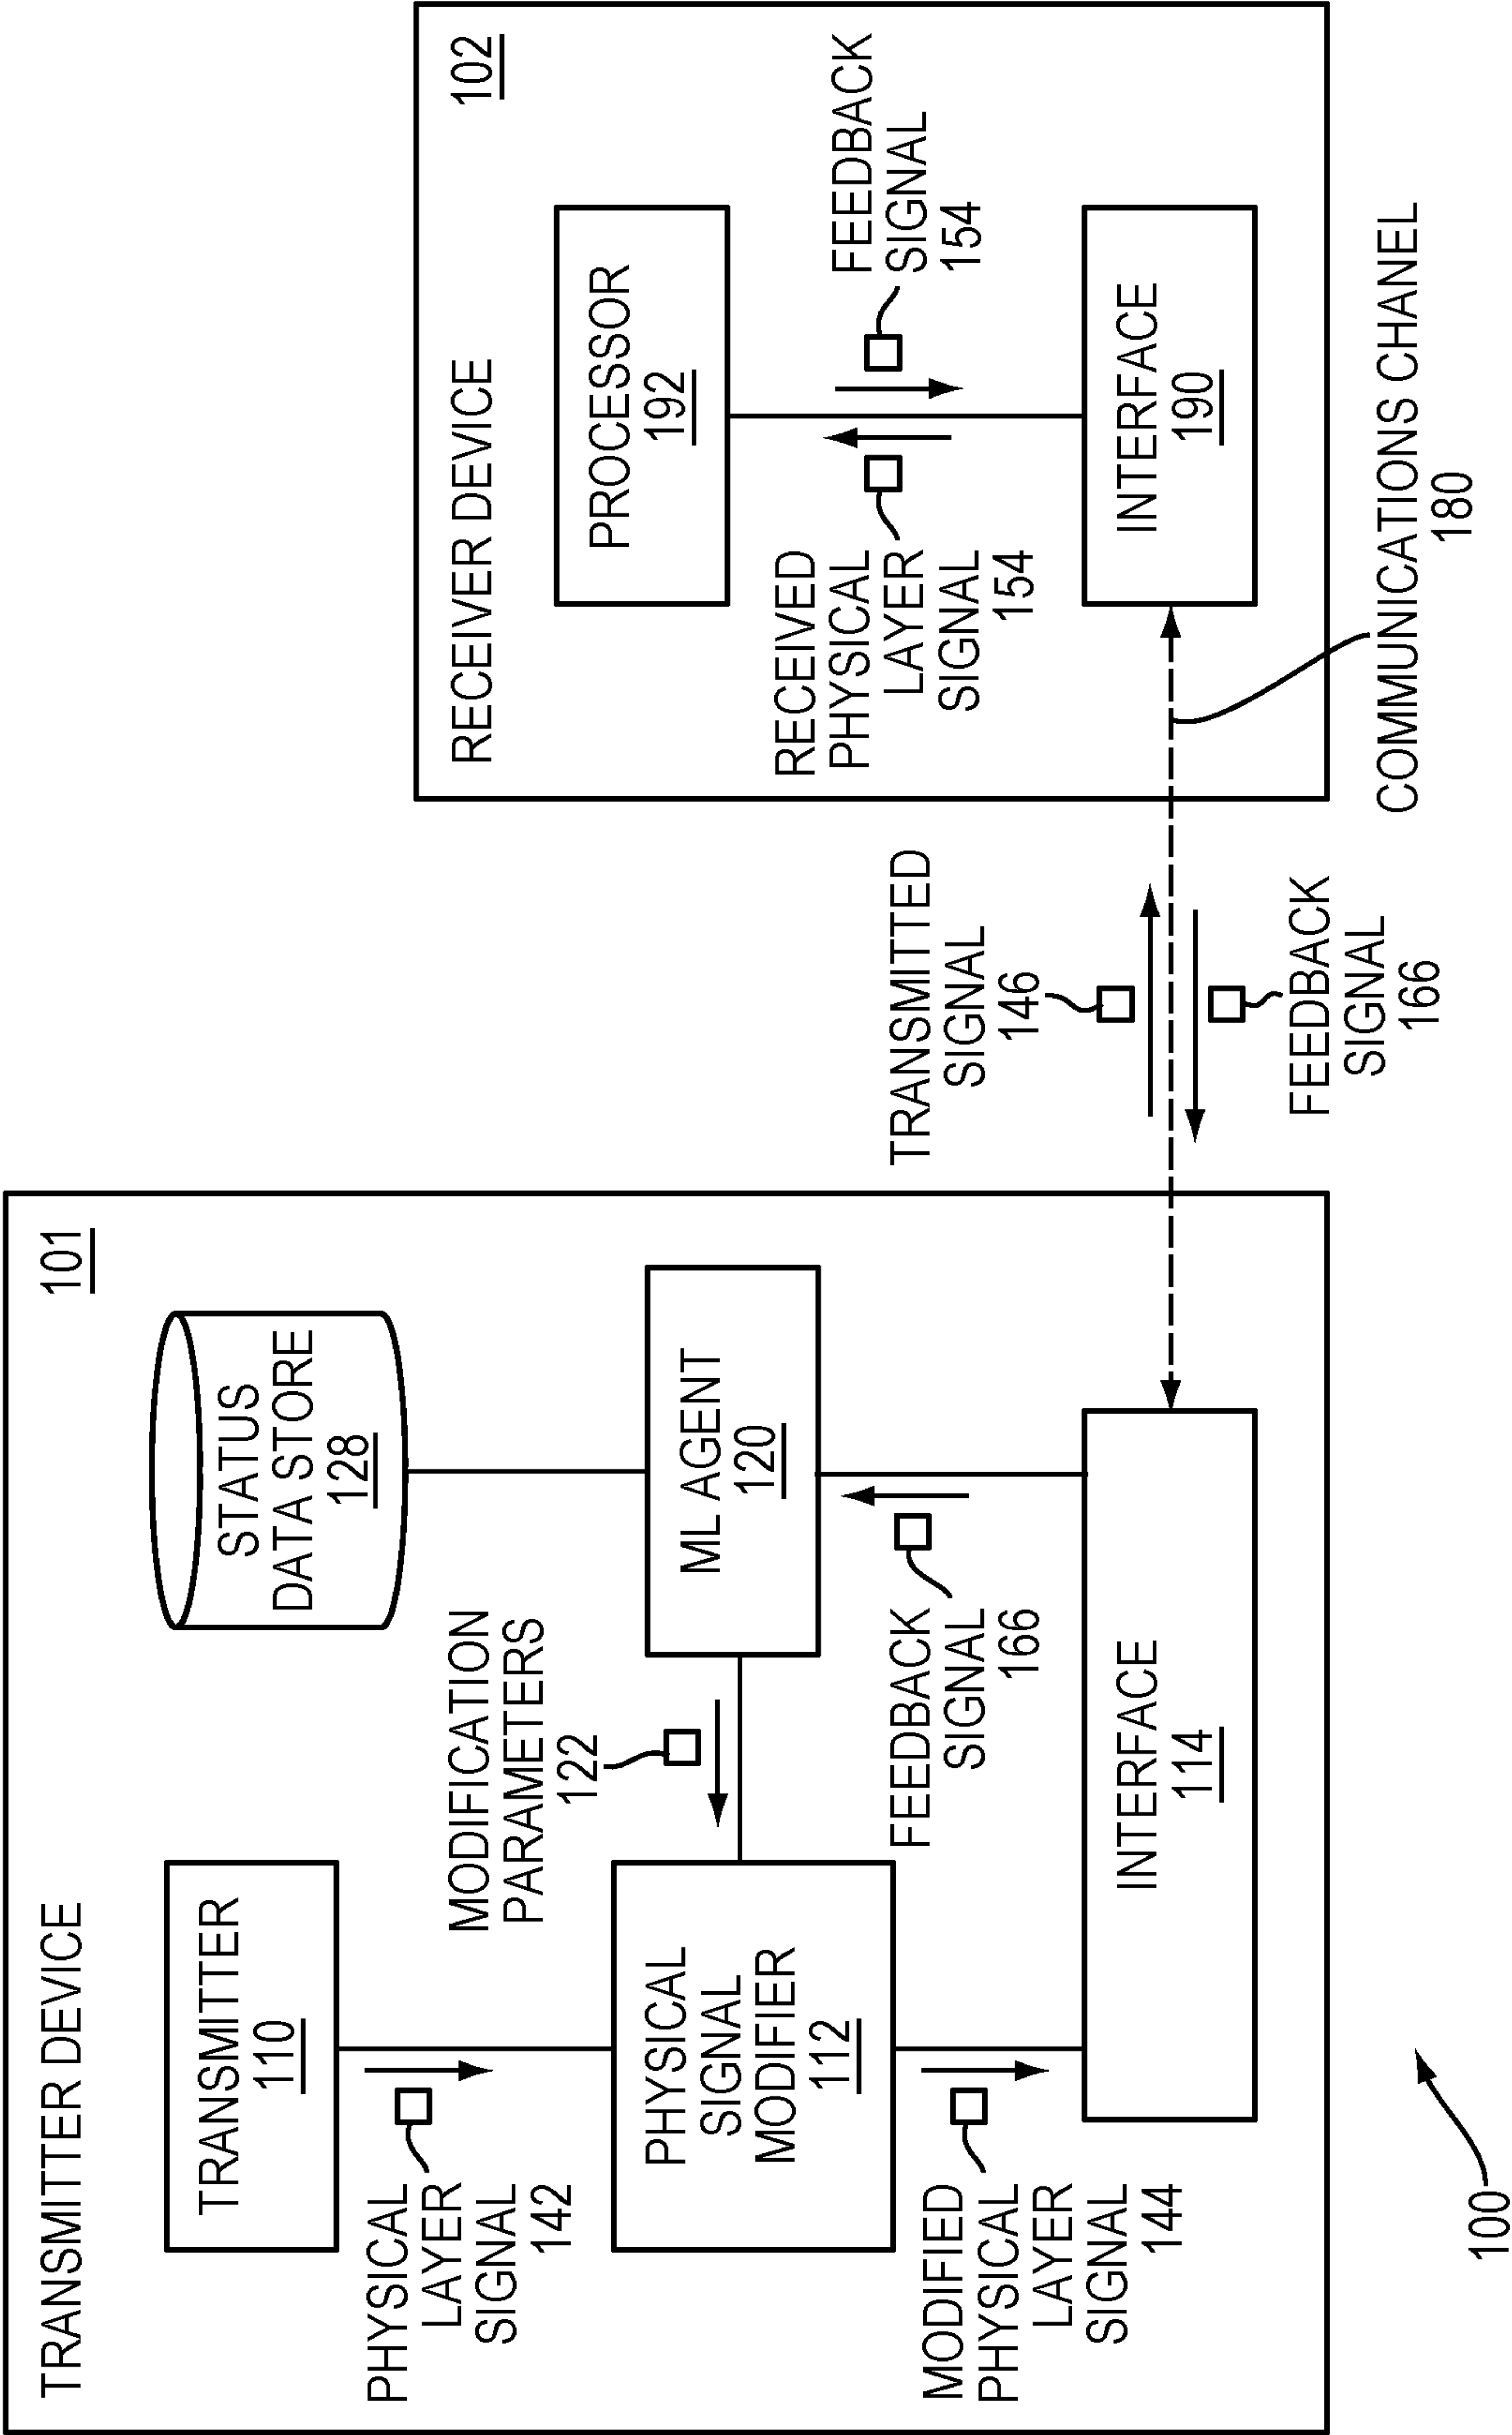 TRANSMITTER DEVICE
101
TRANSMITTER
110
STATUS
DATA STORE
128
PHYSICAL
LAYER
SIGNAL
142
MODIFICATION
PARAMETERS
122
PHYSICAL
SIGNAL
MODIFIER
112
ML AGENT
120
MODIFIED
PHYSICAL
LAYER
SIGNAL
144
FEEDBACK
SIGNAL
166
INTERFACE
114
TRANSMITTED
SIGNAL
146
FEEDBACK
SIGNAL
166
RECEIVER DEVICE
102
PROCESSOR
192
RECEIVED
PHYSICAL
LAYER
SIGNAL
154
FEEDBACK
SIGNAL
154
INTERFACE
190
COMMUNICATIONS CHANEL
180
100